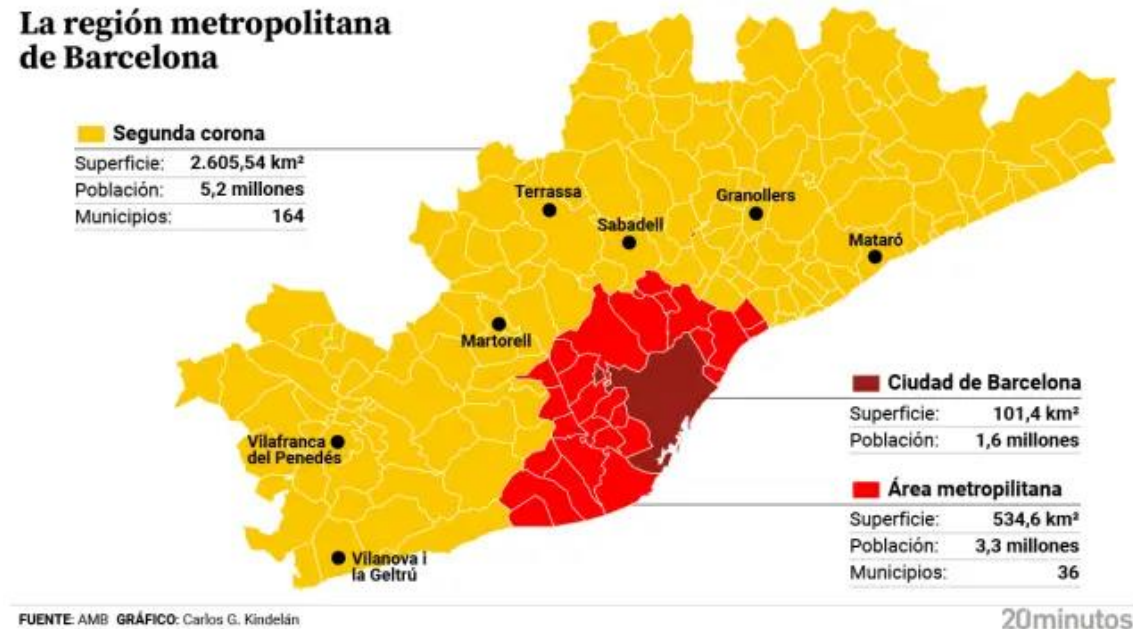 La región metropolitana
de Barcelona
Segunda corona
Superficie: 2.605,54 km²
Población: 5,2 millones
Municipios: 164
Terrassa
Sabadell
Granollers
Mataró
Martorell
Vilafranca
del Penedés
Vilanova i
la Geltrú
Ciudad de Barcelona
Superficie: 101,4 km²
Población: 1,6 millones
Área metropilitana
Superficie: 534,6 km²
Población: 3,3 millones
Municipios: 36
FUENTE: AMB GRÁFICO: Carlos G. Kindelán
20minutos